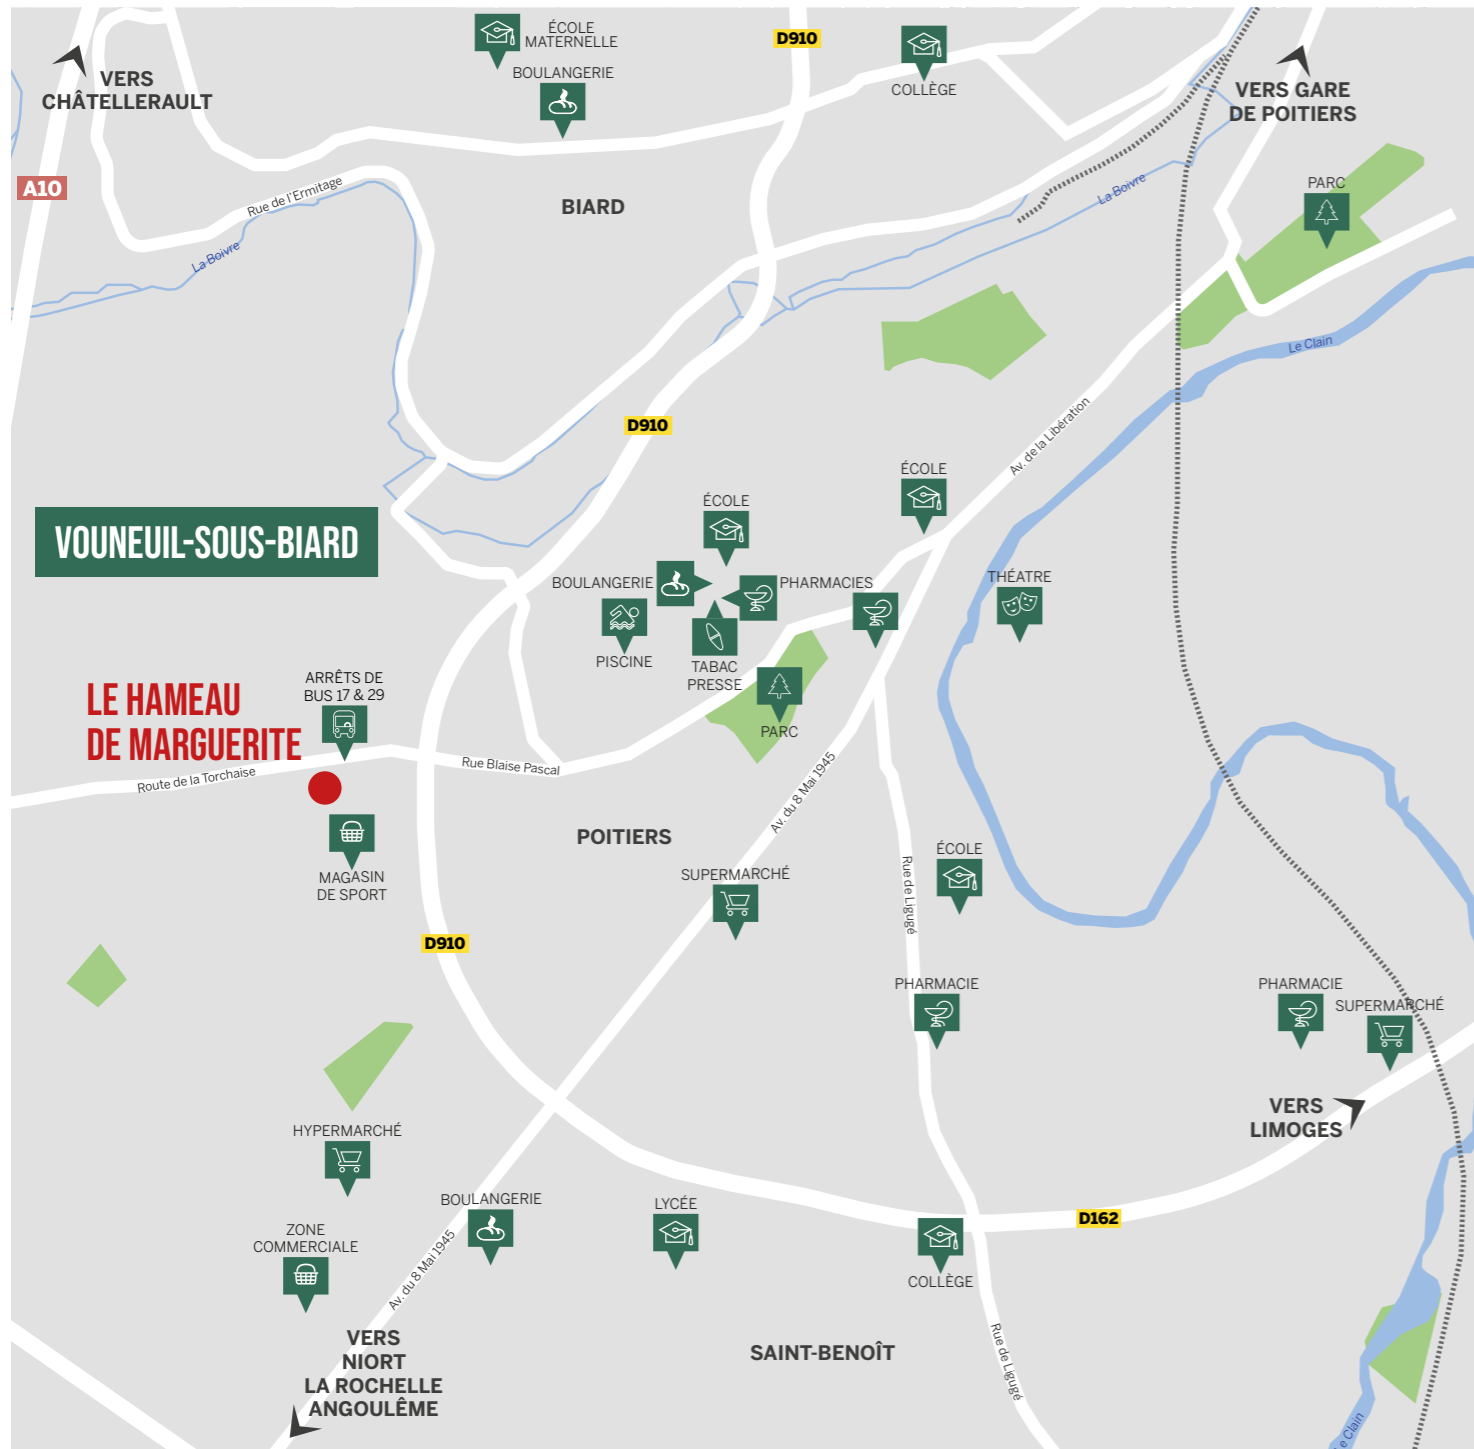 ÉCOLE
MATERNELLE
D910
VERS
CHÂTELLERAULT
BOULANGERIE
COLLÈGE
VERS GARE
DE POITIERS
A10
Rue de l'Ermitage
BIARD
La Boivre
PARC
La Boivre
Le Clain
D910
Av. de la Libération
ÉCOLE
ÉCOLE
VOUNEUIL-SOUS-BIARD
BOULANGERIE
PHARMACIES
THÉATRE
PISCINE
TABAC
PRESSE
ARRÊTS DE
BUS 17 & 29
LE HAMEAU
DE MARGUERITE
PARC
Route de la Torchaise
Rue Blaise Pascal
Av. du 8 Mai 1945
POITIERS
MAGASIN
DE SPORT
SUPERMARCHÉ
ÉCOLE
Rue de Ligugé
D910
PHARMACIE
PHARMACIE
SUPERMARCHÉ
VERS
LIMOGES
HYPERMARCHÉ
BOULANGERIE
LYCÉE
D162
ZONE
COMMERCIALE
Av. du 8 Mai 1945
COLLÈGE
VERS
NIORT
LA ROCHELLE
ANGOULÊME
SAINT-BENOÎT
Rue de Ligugé
Le Clain